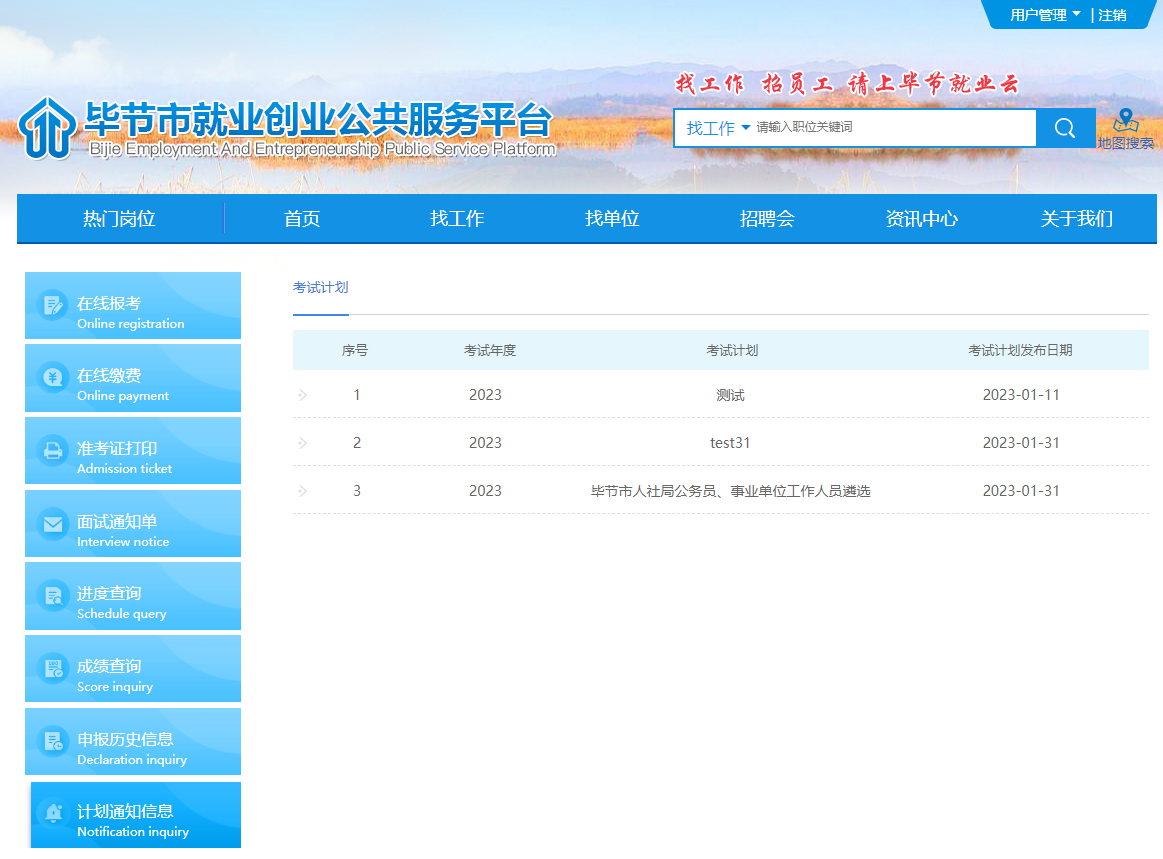 用户管理 | 注销
找工作 招员工 请上毕节就业云
毕节市就业创业公共服务平台
Bijie Employment And Entrepreneurship Public Service Platform
找工作 请输入职位关键词
地图搜索
热门岗位 首页 找工作 找单位 招聘会 资讯中心 关于我们
在线报考
Online registration
在线缴费
Online payment
准考证打印
Admission ticket
面试通知单
Interview notice
进度查询
Schedule query
成绩查询
Score inquiry
申报历史信息
Declaration inquiry
计划通知信息
Notification inquiry
考试计划
序号 考试年度 考试计划 考试计划发布日期
1 2023 测试 2023-01-11
2 2023 test31 2023-01-31
3 2023 毕节市人社局公务员、事业单位工作人员遴选 2023-01-31